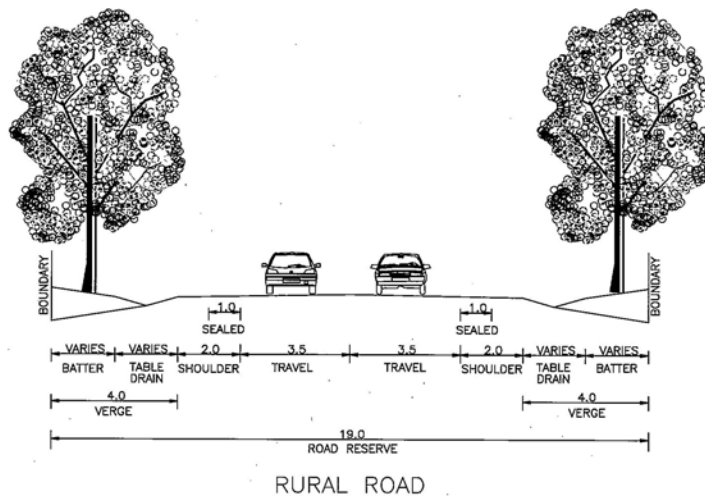 BOUNDARY
BOUNDARY
1.0
SEALED
1.0
SEALED
VARIES VARIES 2.0 3.5 3.5 2.0 VARIES VARIES
BATTER TABLE DRAIN SHOULDER TRAVEL TRAVEL SHOULDER TABLE DRAIN BATTER
4.0
VERGE
4.0
VERGE
19.0
ROAD RESERVE
RURAL ROAD